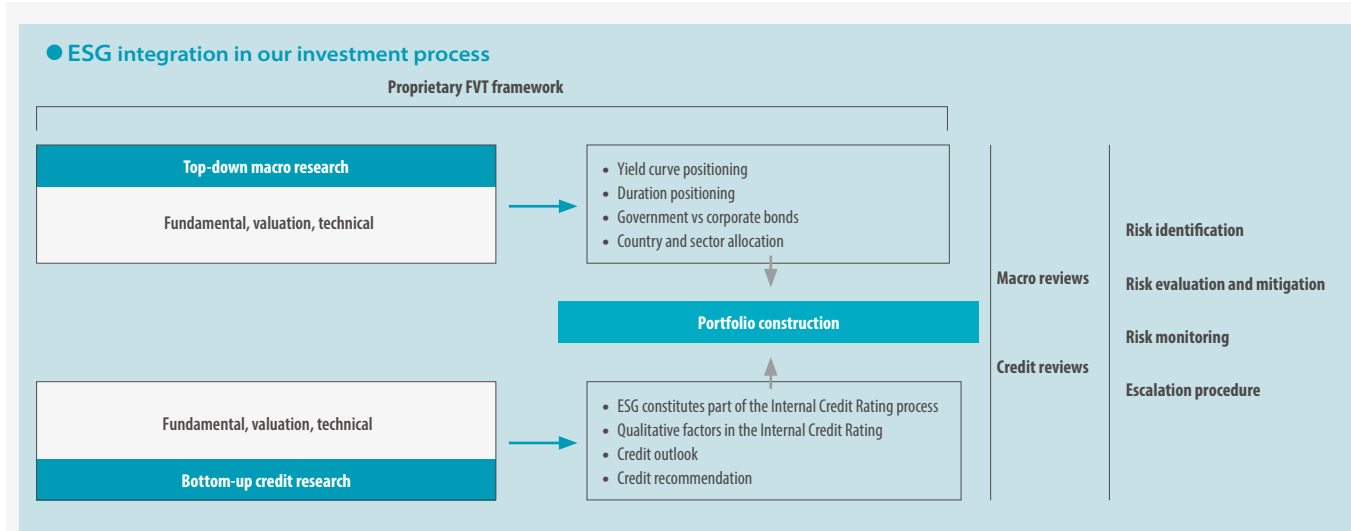 ● ESG integration in our investment process
Proprietary FVT framework
Top-down macro research
Fundamental, valuation, technical
• Yield curve positioning
• Duration positioning
• Government vs corporate bonds
• Country and sector allocation
Portfolio construction
Fundamental, valuation, technical
Bottom-up credit research
• ESG constitutes part of the Internal Credit Rating process
• Qualitative factors in the Internal Credit Rating
• Credit outlook
• Credit recommendation
Macro reviews
Credit reviews
Risk identification
Risk evaluation and mitigation
Risk monitoring
Escalation procedure